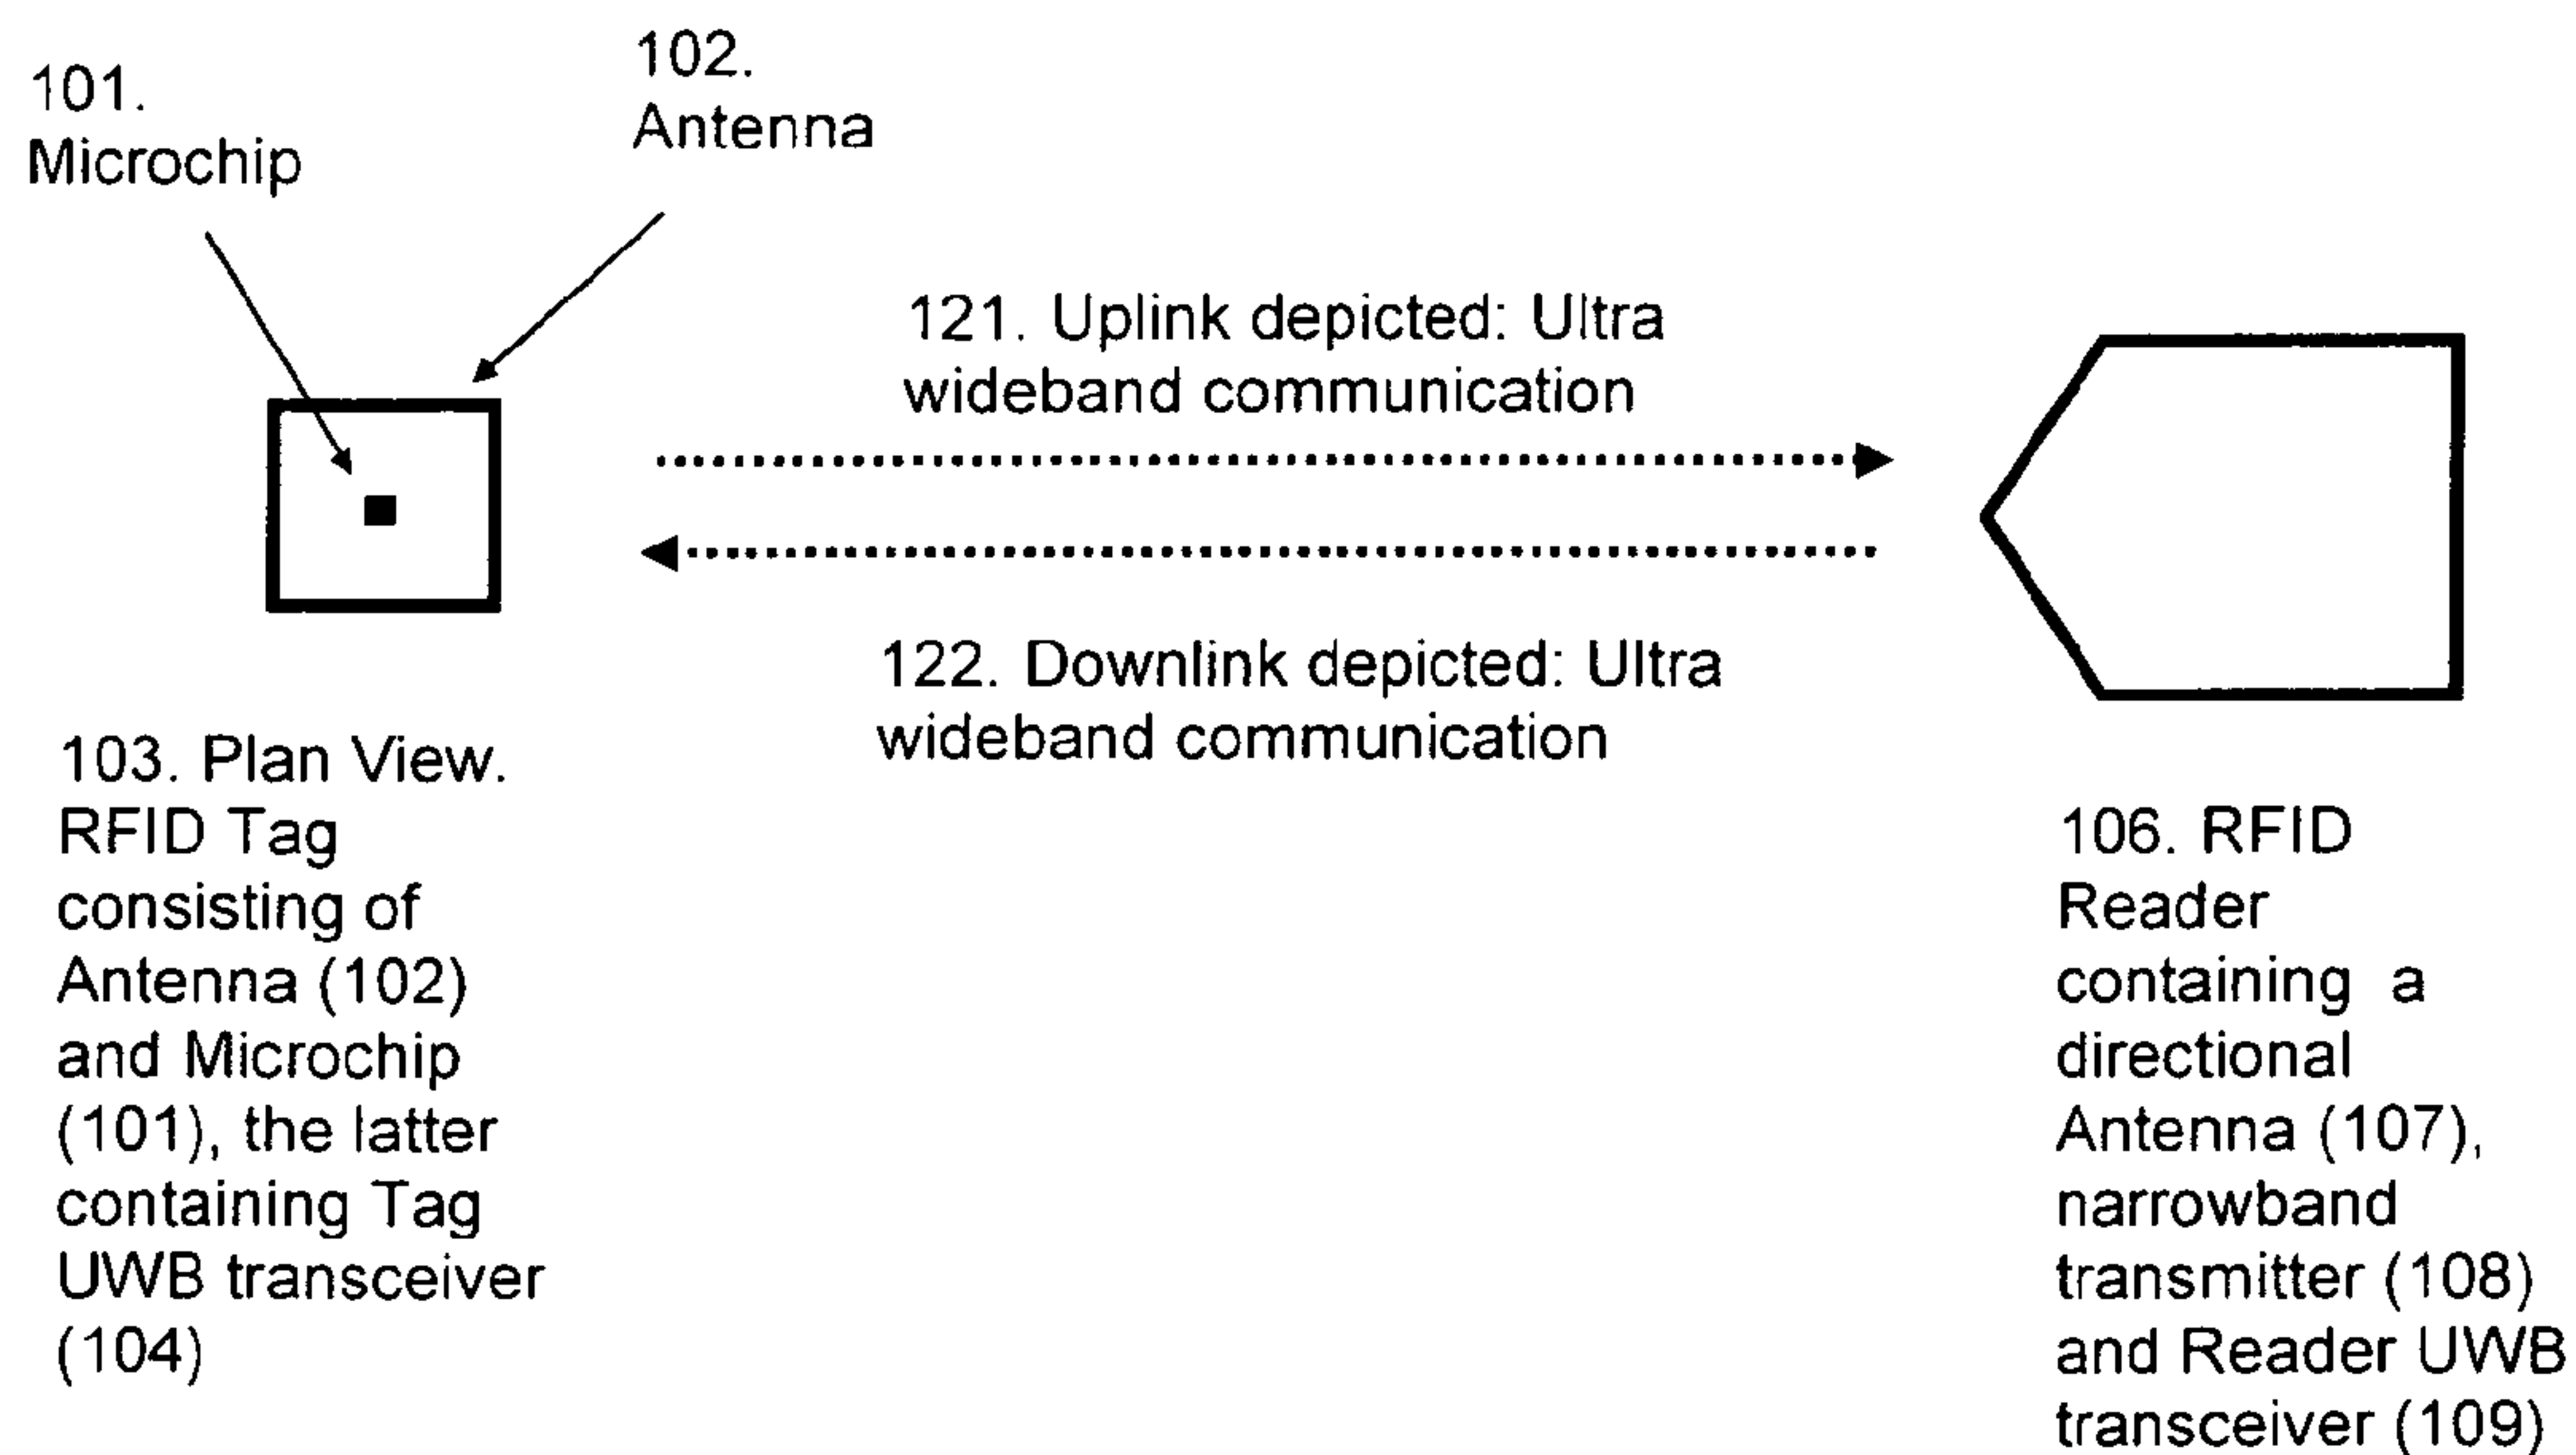 101.
Microchip
102.
Antenna
121. Uplink depicted: Ultra
wideband communication
122. Downlink depicted: Ultra
wideband communication
103. Plan View.
RFID Tag
consisting of
Antenna (102)
and Microchip
(101), the latter
containing Tag
UWB transceiver
(104)
106. RFID
Reader
containing a
directional
Antenna (107),
narrowband
transmitter (108)
and Reader UWB
transceiver (109)